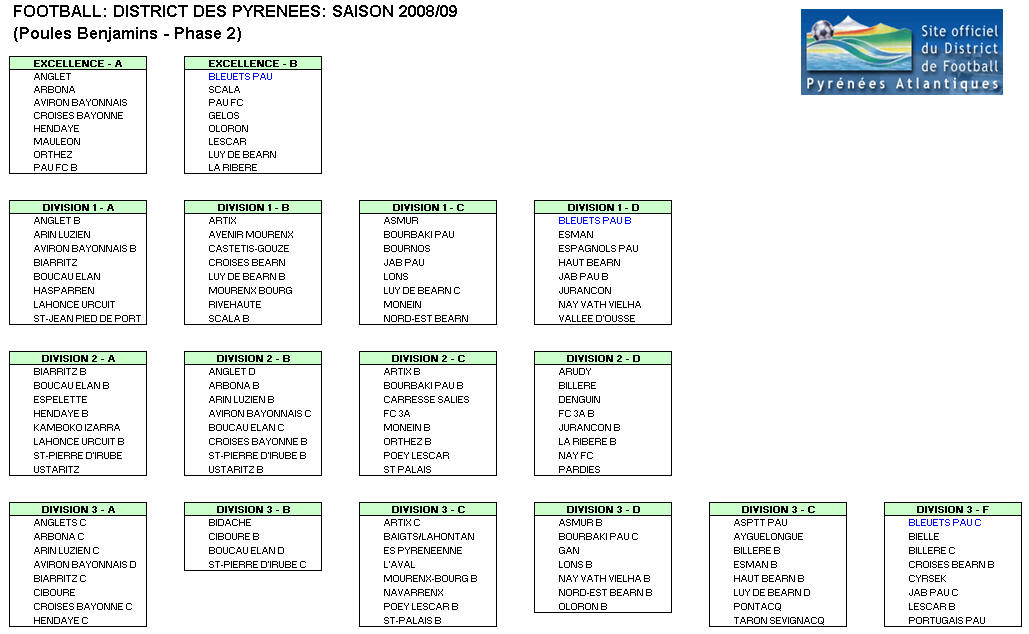 FOOTBALL: DISTRICT DES PYRENEES: SAISON 2008/09
(Poules Benjamins - Phase 2)
Site officiel
du District
de Football
Pyrénées Atlantiques
EXCELLENCE - A
ANGLET
ARBONA
AVIRON BAYONNAIS
CROISES BAYONNE
HENDAYE
MAULEON
ORTHEZ
PAU FC B
EXCELLENCE - B
BLEUETS PAU
SCALA
PAU FC
GELOS
OLORON
LESCAR
LUY DE BEARN
LA RIBERE
DIVISION 1 - A
ANGLET B
ARIN LUZIEN
AVIRON BAYONNAIS B
BIARRITZ
BOUCAU ELAN
HASPARREN
LAHONCE URCUIT
ST-JEAN PIED DE PORT
DIVISION 1 - B
ARTIX
AVENIR MOURENX
CASTETIS-GOUZE
CROISES BEARN
LUY DE BEARN B
MOURENX BOURG
RIVEHAUTE
SCALA B
DIVISION 1 - C
ASMUR
BOURBAKI PAU
BOURNOS
JAB PAU
LONS
LUY DE BEARN C
MONEIN
NORD-EST BEARN
DIVISION 1 - D
BLEUETS PAU B
ESMAN
ESPAGNOLS PAU
HAUT BEARN
JAB PAU B
JURANCON
NAY VATH VIELHA
VALLEE D'OUSSE
DIVISION 2 - A
BIARRITZ B
BOUCAU ELAN B
ESPELETTE
HENDAYE B
KAMBOKO IZARRA
LAHONCE URCUIT B
ST-PIERRE D'IRUBE
USTARITZ
DIVISION 2 - B
ANGLET D
ARBONA B
ARIN LUZIEN B
AVIRON BAYONNAIS C
BOUCAU ELAN C
CROISES BAYONNE B
ST-PIERRE D'IRUBE B
USTARITZ B
DIVISION 2 - C
ARTIX B
BOURBAKI PAU B
CARRESSE SALIES
FC 3A
MONEIN B
ORTHEZ B
POEY LESCAR
ST PALAIS
DIVISION 2 - D
ARUDY
BILLERE
DENGUIN
FC 3A B
JURANCON B
LA RIBERE B
NAY FC
PARDIES
DIVISION 3 - A
ANGLETS C
ARBONA C
ARIN LUZIEN C
AVIRON BAYONNAIS D
BIARRITZ C
CIBOURE
CROISES BAYONNE C
HENDAYE C
DIVISION 3 - B
BIDACHE
CIBOURE B
BOUCAU ELAN D
ST-PIERRE D'IRUBE C
DIVISION 3 - C
ARTIX C
BAIGTS/LAHONTAN
ES PYRENEENNE
L'AVAL
MOURENX-BOURG B
NAVARRENX
POEY LESCAR B
ST-PALAIS B
DIVISION 3 - D
ASMUR B
BOURBAKI PAU C
GAN
LONS B
NAY VATH VIELHA B
NORD-EST BEARN B
OLORON B
DIVISION 3 - C
ASPTT PAU
AYGUELONGUE
BILLERE B
ESMAN B
HAUT BEARN B
LUY DE BEARN D
PONTACQ
TARON SEVIGNACQ
DIVISION 3 - F
BLEUETS PAU C
BIELLE
BILLERE C
CROISES BEARN B
CYRSEK
JAB PAU C
LESCAR B
PORTUGAIS PAU